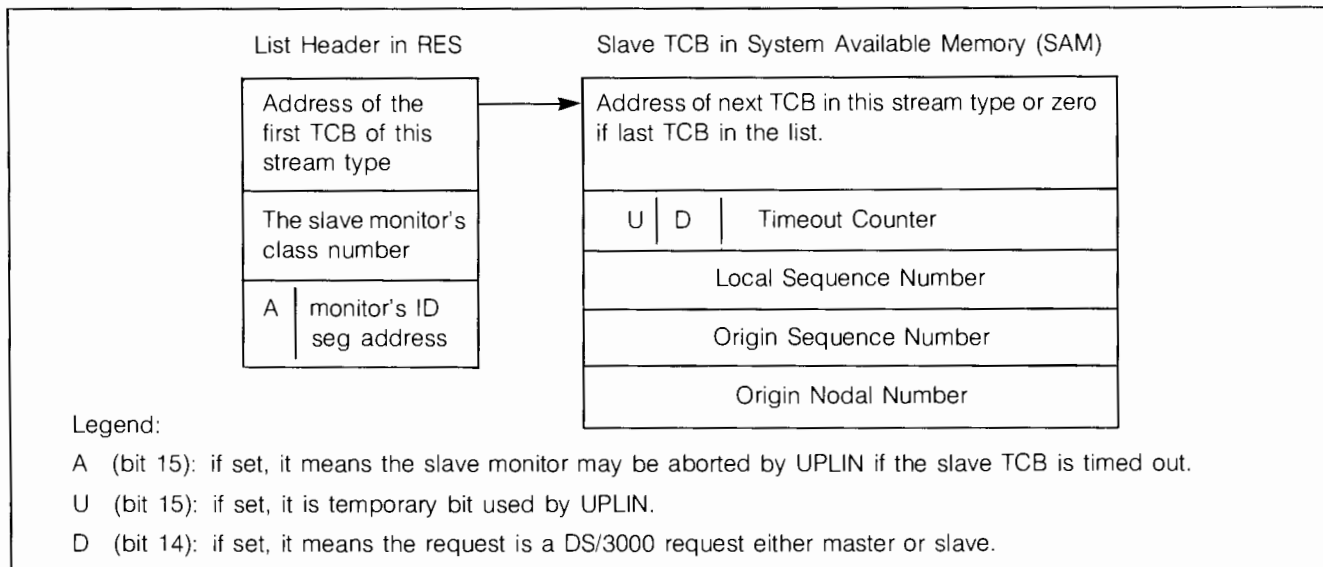 List Header in RES
Slave TCB in System Available Memory (SAM)
Address of the
first TCB of this
stream type
The slave monitor's
class number
A monitor's ID
seg address
Address of next TCB in this stream type or zero
if last TCB in the list.
U D Timeout Counter
Local Sequence Number
Origin Sequence Number
Origin Nodal Number
Legend:
A (bit 15): if set, it means the slave monitor may be aborted by UPLIN if the slave TCB is timed out.
U (bit 15): if set, it is temporary bit used by UPLIN.
D (bit 14): if set, it means the request is a DS/3000 request either master or slave.